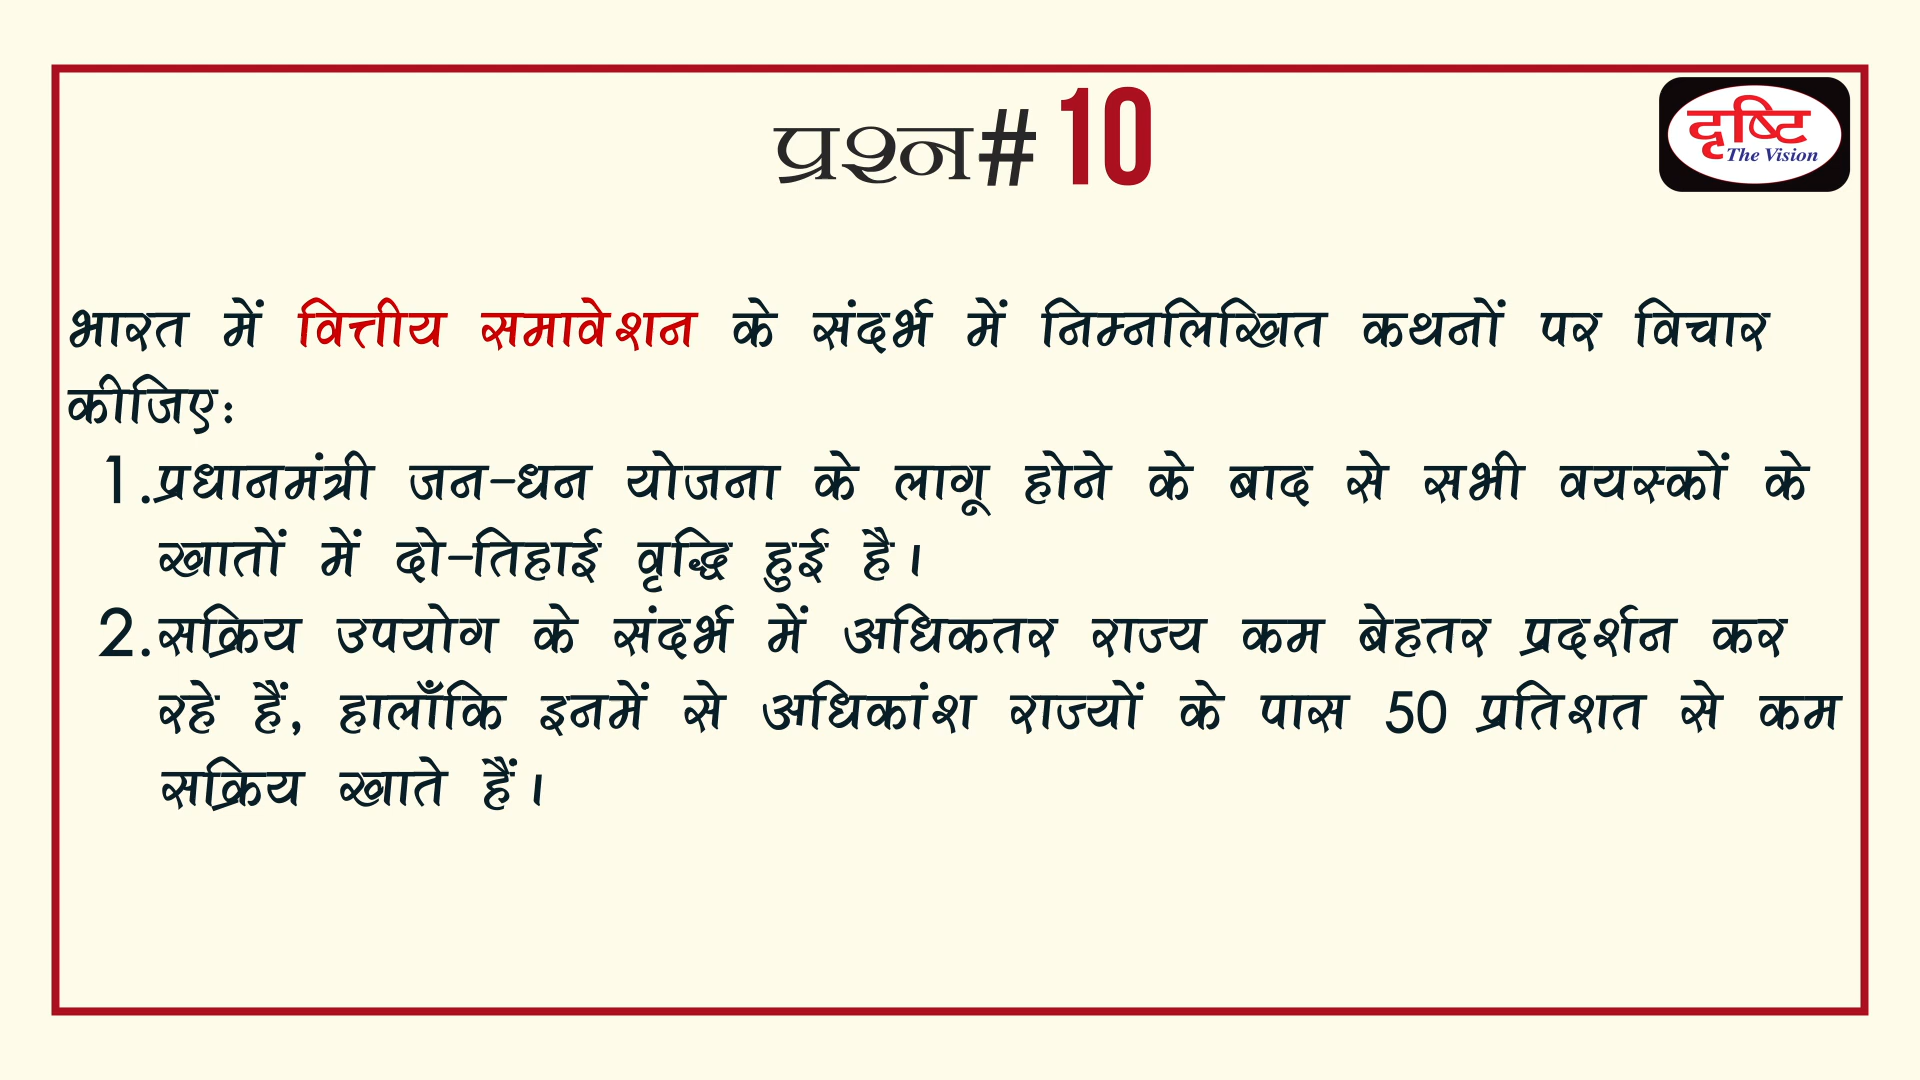 प्रश्न# 10
दृष्टि
The Vision
भारत में वित्तीय समावेशन के संदर्भ में निम्नलिखित कथनों पर विचार
कीजिए:
1.प्रधानमंत्री जन-धन योजना के लागू होने के बाद से सभी वयस्कों के
खातों में दो-तिहाई वृद्धि हुई है।
2.सक्रिय उपयोग के संदर्भ में अधिकतर राज्य कम बेहतर प्रदर्शन कर
रहे हैं, हालाँकि इनमें से अधिकांश राज्यों के पास 50 प्रतिशत से कम
सक्रिय खाते हैं।